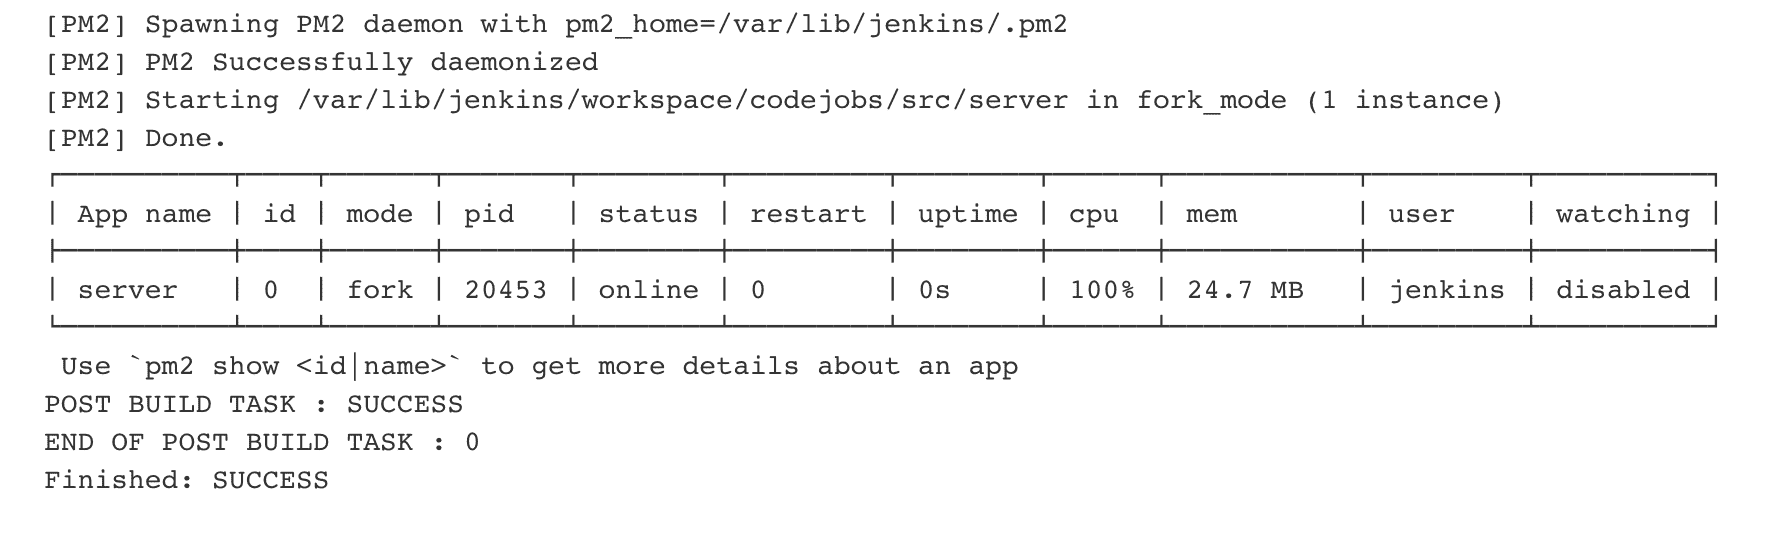 [PM2] Spawning PM2 daemon with pm2_home=/var/lib/jenkins/.pm2
[PM2] PM2 Successfully daemonized
[PM2] Starting /var/lib/jenkins/workspace/codejobs/src/server in fork_mode (1 instance)
[PM2] Done.
│ App name │ id │ mode │ pid │ status │ restart │ uptime │ cpu │ mem │ user │ watching │
│ server │ 0 │ fork │ 20453 │ online │ 0 │ 0s │ 100% │ 24.7 MB │ jenkins │ disabled │
Use `pm2 show <id|name>` to get more details about an app
POST BUILD TASK : SUCCESS
END OF POST BUILD TASK : 0
Finished: SUCCESS